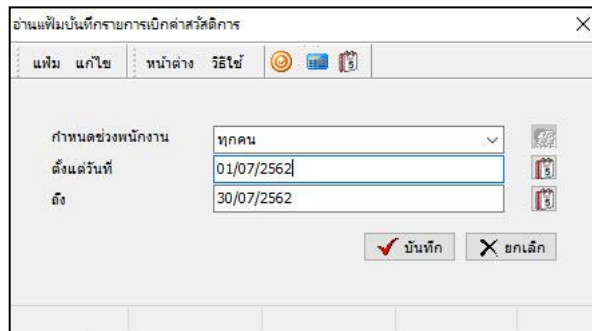 อ่านแฟ้มบันทึกรายการเบิกค่าสวัสดิการ
แฟ้ม แก้ไข หน้าต่าง วิธีใช้
กำหนดช่วงพนักงาน ทุกคน
ตั้งแต่วันที่ 01/07/2562
ถึง 30/07/2562
บันทึก ยกเลิก